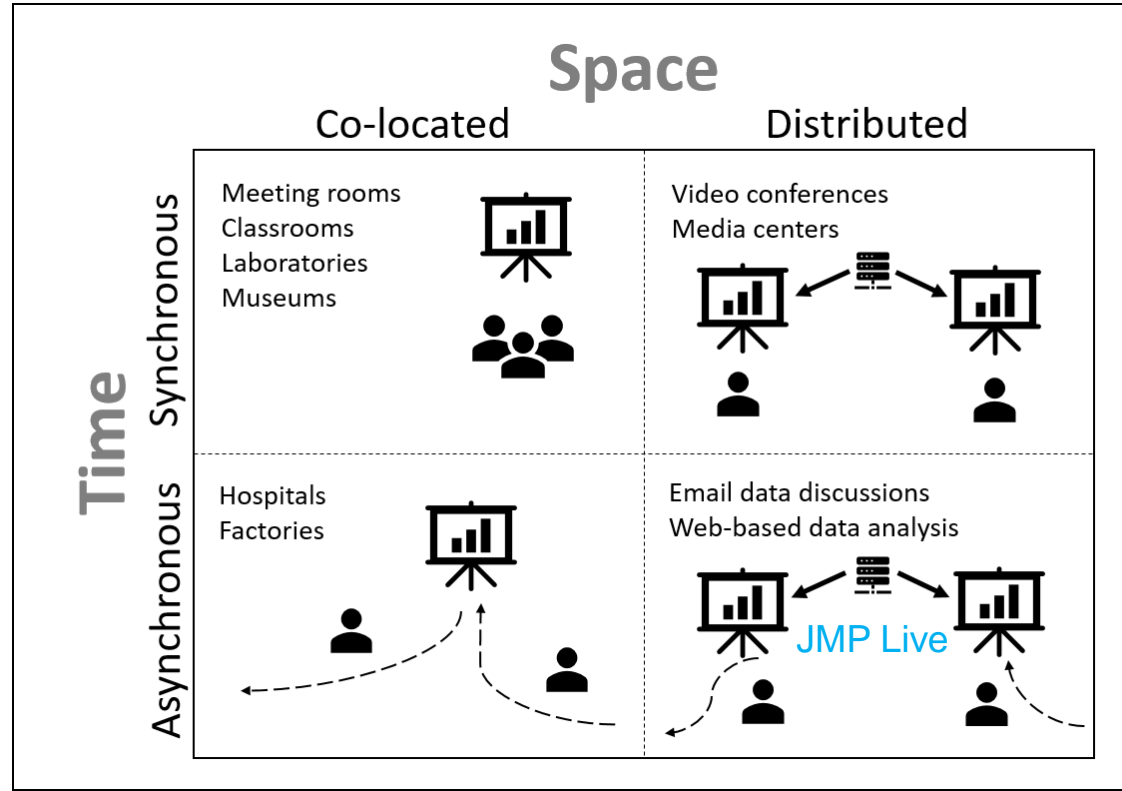 Space
Co-located
Distributed
Time
Synchronous
Meeting rooms
Classrooms
Laboratories
Museums
Video conferences
Media centers
Asynchronous
Hospitals
Factories
Email data discussions
Web-based data analysis
JMP Live